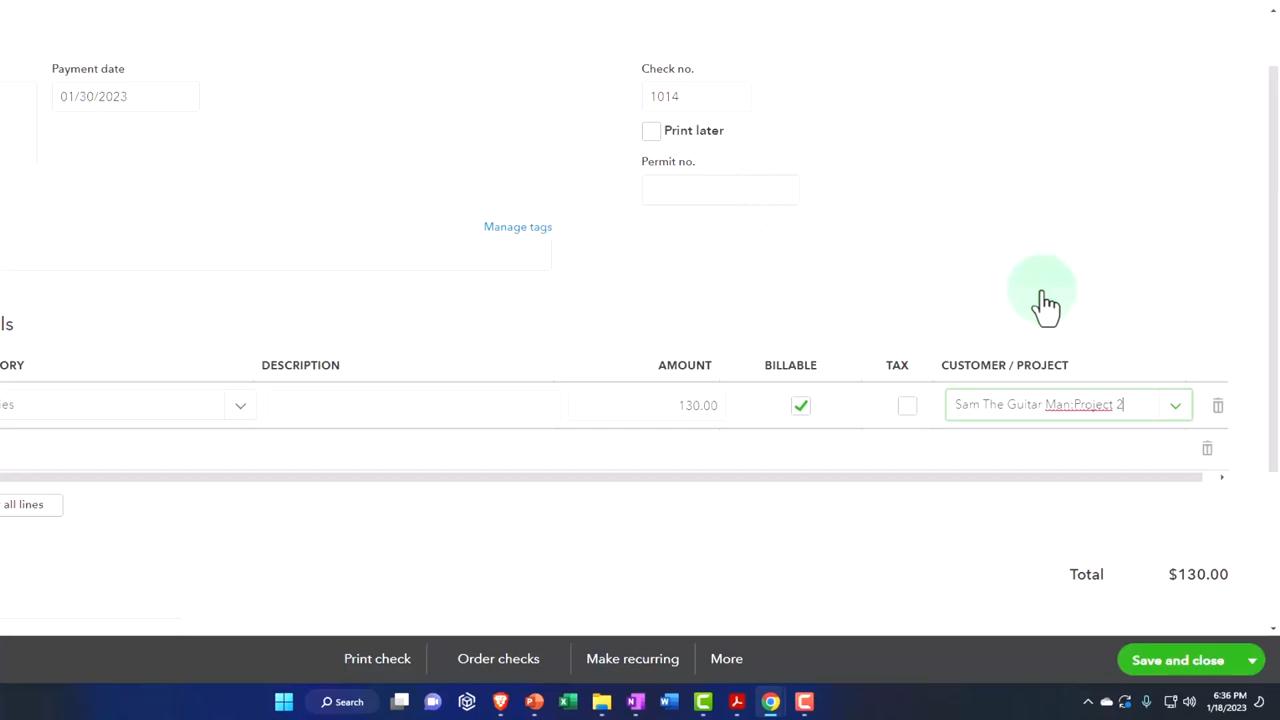 Payment date
Check no.
01/30/2023
1014
Print later
Permit no.
Manage tags
ls
ORY
DESCRIPTION
AMOUNT
BILLABLE
TAX
CUSTOMER / PROJECT
ies
130.00
Sam The Guitar Man:Project 2
all lines
Total
$130.00
Print check
Order checks
Make recurring
More
Save and close
Search
6:36 PM
1/18/2023